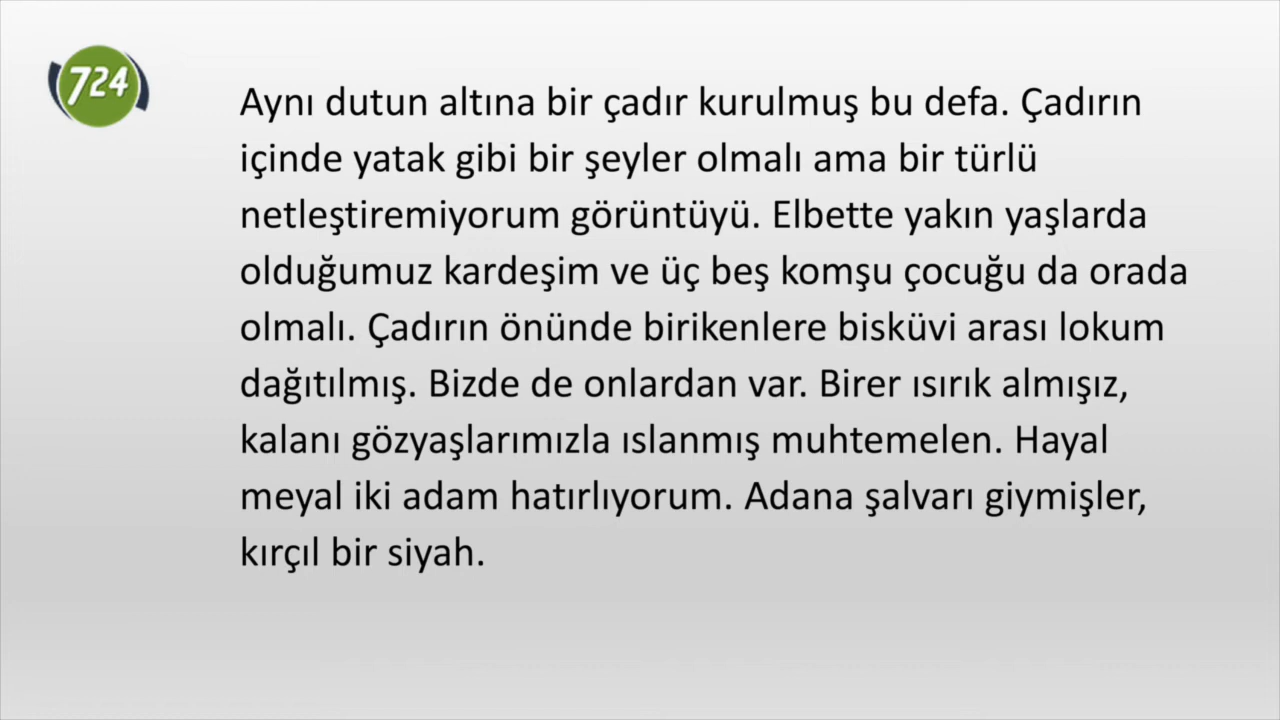 724
Aynı dutun altına bir çadır kurulmuş bu defa. Çadırın
içinde yatak gibi bir şeyler olmalı ama bir türlü
netleştiremiyorum görüntüyü. Elbette yakın yaşlarda
olduğumuz kardeşim ve üç beş komşu çocuğu da orada
olmalı. Çadırın önünde birikenlere bisküvi arası lokum
dağıtılmış. Bizde de onlardan var. Birer ısırık almışız,
kalanı gözyaşlarımızla ıslanmış muhtemelen. Hayal
meyal iki adam hatırlıyorum. Adana şalvarı giymişler,
kırçıl bir siyah.